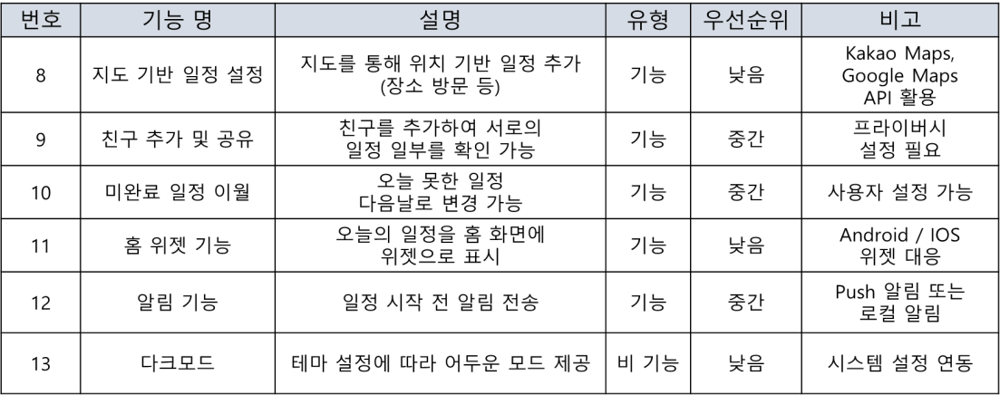 번호 기능 명 설명 유형 우선순위 비고
8 지도 기반 일정 설정 지도를 통해 위치 기반 일정 추가 (장소 방문 등) 기능 낮음 Kakao Maps, Google Maps API 활용
9 친구 추가 및 공유 친구를 추가하여 서로의 일정 일부를 확인 가능 기능 중간 프라이버시 설정 필요
10 미완료 일정 이월 오늘 못한 일정 다음날로 변경 가능 기능 중간 사용자 설정 가능
11 홈 위젯 기능 오늘의 일정을 홈 화면에 위젯으로 표시 기능 낮음 Android / IOS 위젯 대응
12 알림 기능 일정 시작 전 알림 전송 기능 중간 Push 알림 또는 로컬 알림
13 다크모드 테마 설정에 따라 어두운 모드 제공 비 기능 낮음 시스템 설정 연동